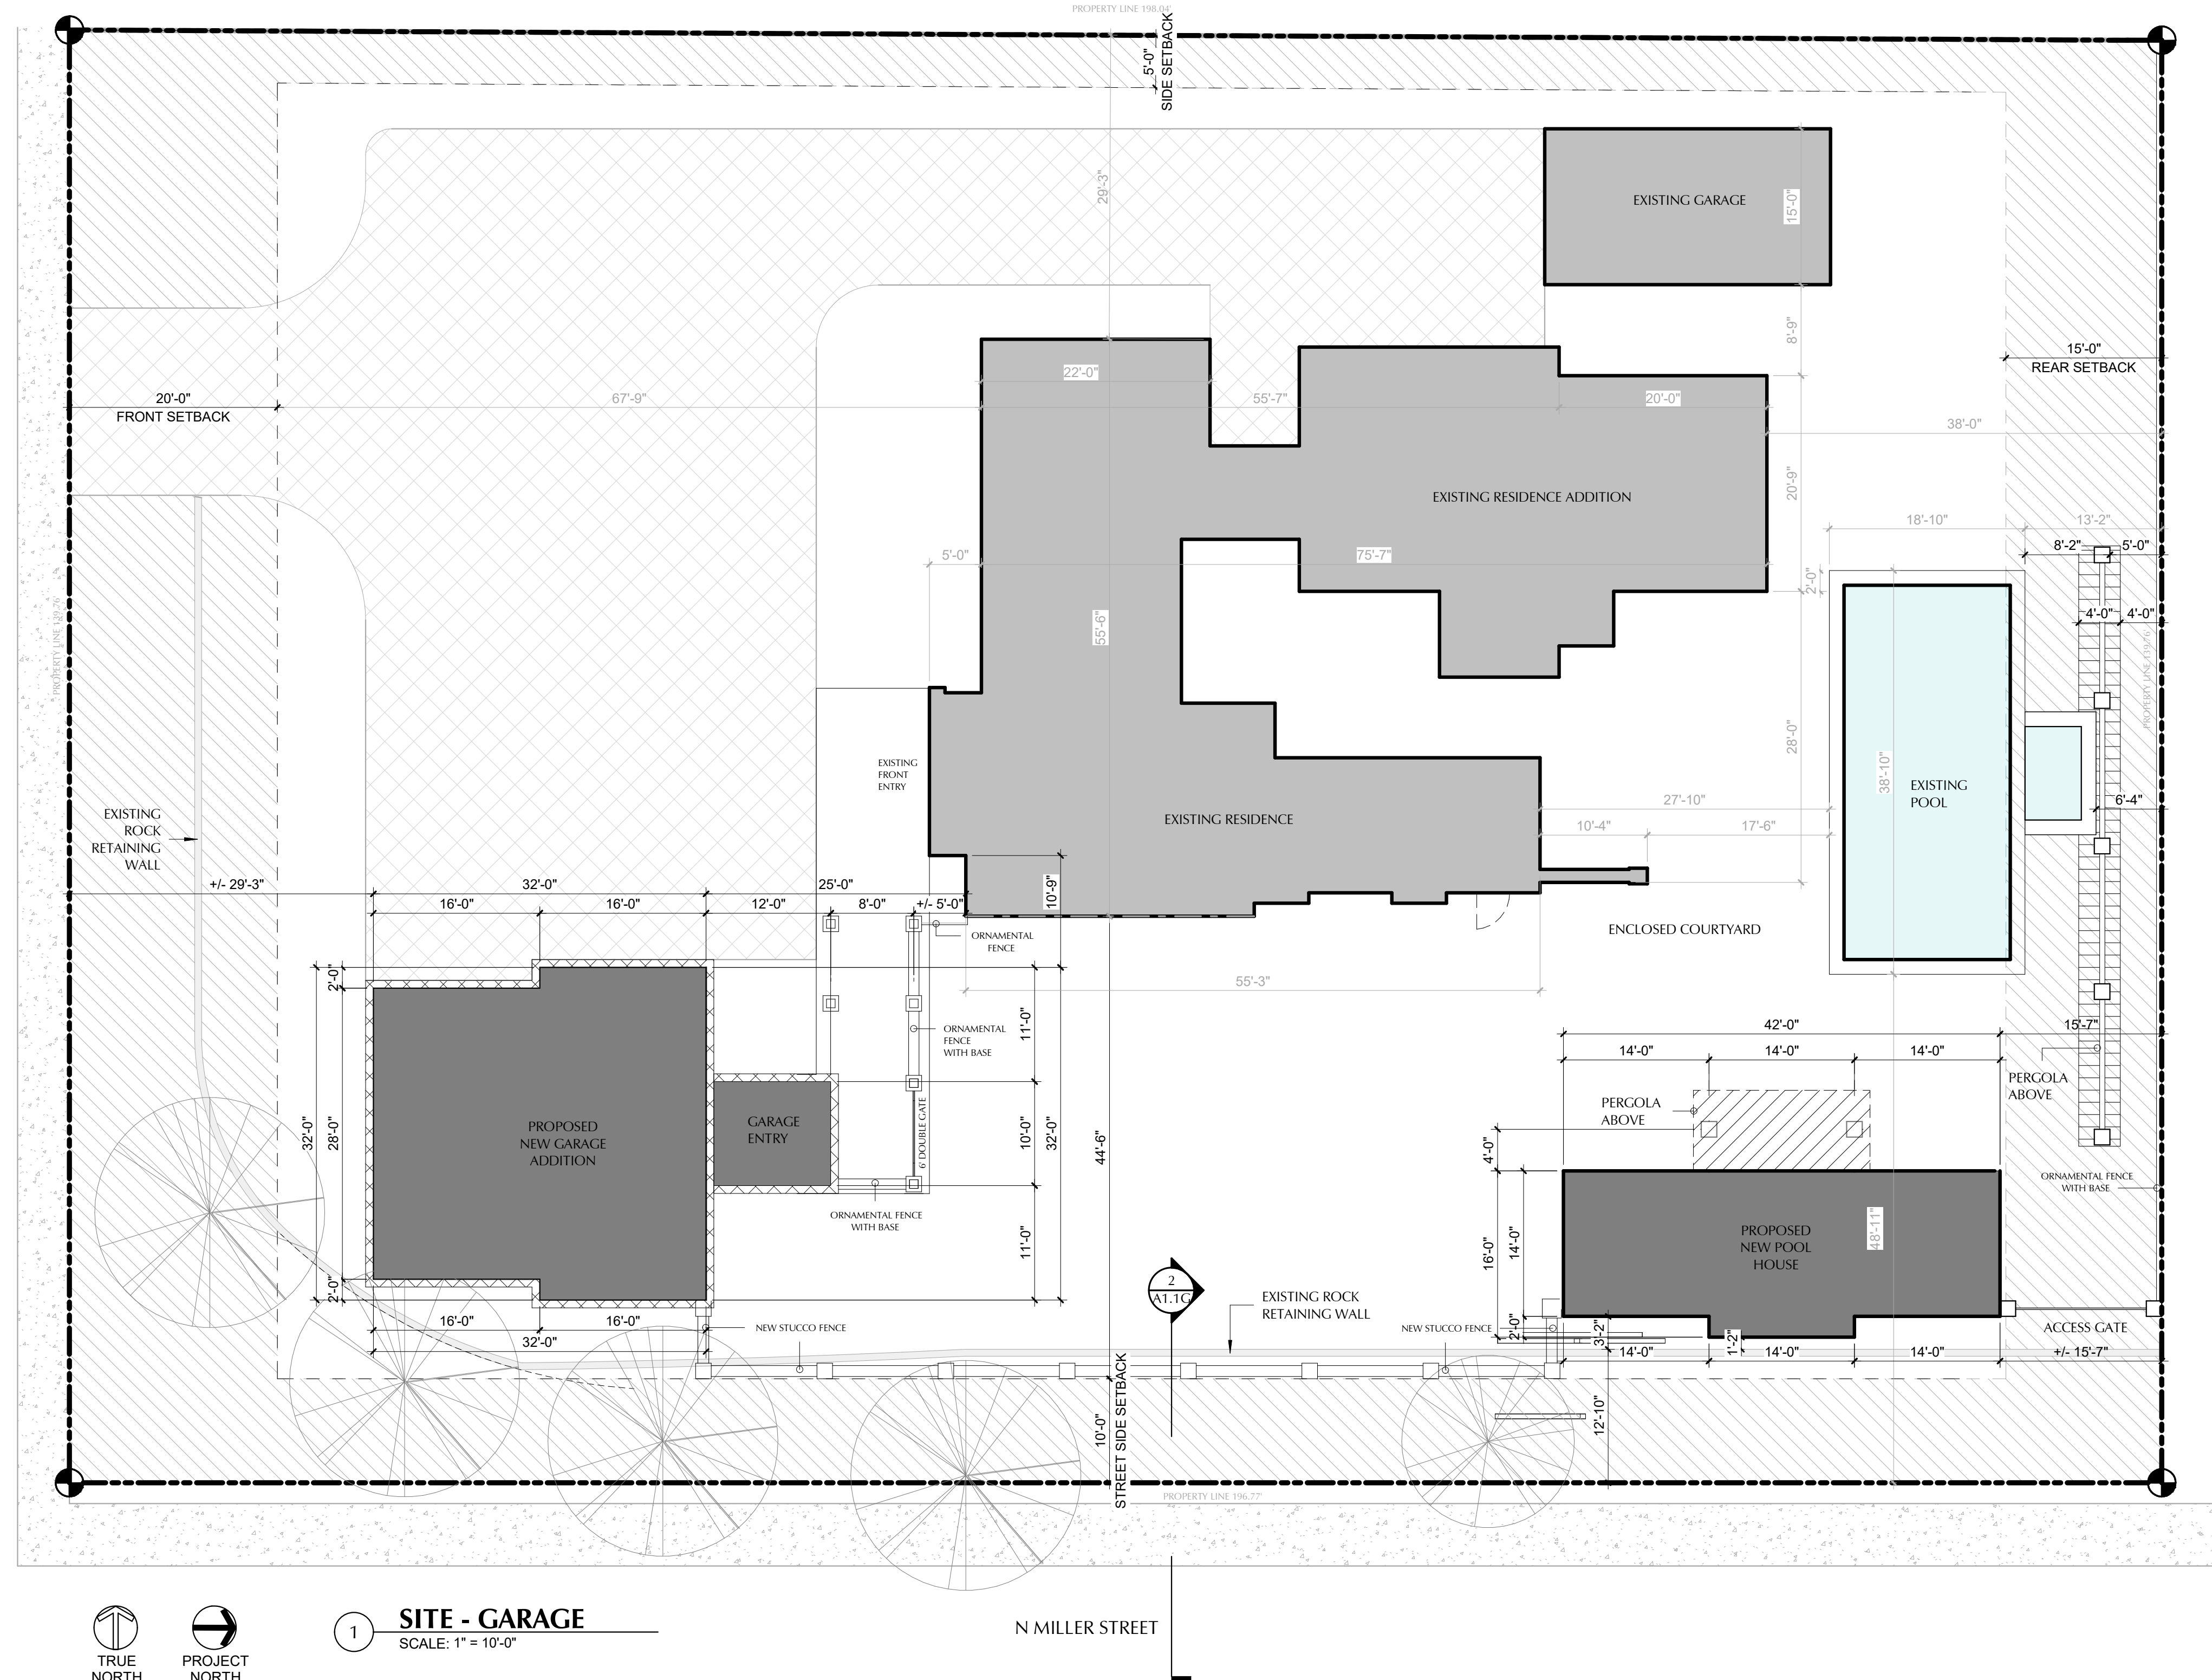 PROPERTY LINE 198.04'
5'-0"
SIDE SETBACK
29'-3"
EXISTING GARAGE
15'-0"
8'-9"
15'-0"
REAR SETBACK
20'-0"
FRONT SETBACK
67'-9"
22'-0"
55'-7"
20'-0"
38'-0"
EXISTING RESIDENCE ADDITION
20'-9"
18'-10"
13'-2"
8'-2"
5'-0"
5'-0"
75'-7"
2'-0"
4'-0"
4'-0"
55'-6"
PROPERTY LINE 139.76'
PROPERTY LINE 139.76'
28'-0"
38'-10"
EXISTING
POOL
6'-4"
EXISTING
FRONT
ENTRY
EXISTING RESIDENCE
27'-10"
10'-4"
17'-6"
EXISTING
ROCK
RETAINING
WALL
+/- 29'-3"
32'-0"
25'-0"
10'-9"
16'-0"
16'-0"
12'-0"
8'-0"
+/- 5'-0"
ORNAMENTAL
FENCE
ENCLOSED COURTYARD
55'-3"
2'-0"
28'-0"
32'-0"
2'-0"
ORNAMENTAL
FENCE
WITH BASE
11'-0"
10'-0"
11'-0"
32'-0"
44'-6"
PROPOSED
NEW GARAGE
ADDITION
GARAGE
ENTRY
6' DOUBLE GATE
ORNAMENTAL FENCE
WITH BASE
42'-0"
15'-7"
14'-0"
14'-0"
14'-0"
PERGOLA
ABOVE
PERGOLA
ABOVE
4'-0"
16'-0"
14'-0"
2'-0"
ORNAMENTAL FENCE
WITH BASE
PROPOSED
NEW POOL
HOUSE
48'-11"
2
A1.1G
EXISTING ROCK
RETAINING WALL
16'-0"
16'-0"
32'-0"
NEW STUCCO FENCE
NEW STUCCO FENCE
3'-2"
1'-2"
ACCESS GATE
14'-0"
14'-0"
14'-0"
+/- 15'-7"
10'-0"
STREET SIDE SETBACK
12'-10"
PROPERTY LINE 196.77'
TRUE
NORTH
PROJECT
NORTH
1
SITE - GARAGE
SCALE: 1" = 10'-0"
N MILLER STREET